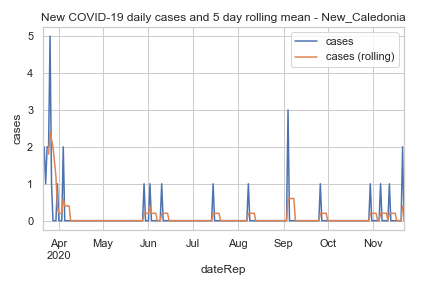 New COVID-19 daily cases and 5 day rolling mean - New_Caledonia
cases
cases (rolling)
5
4
3
2
1
0
cases
Apr
2020
May
Jun
Jul
Aug
Sep
Oct
Nov
dateRep